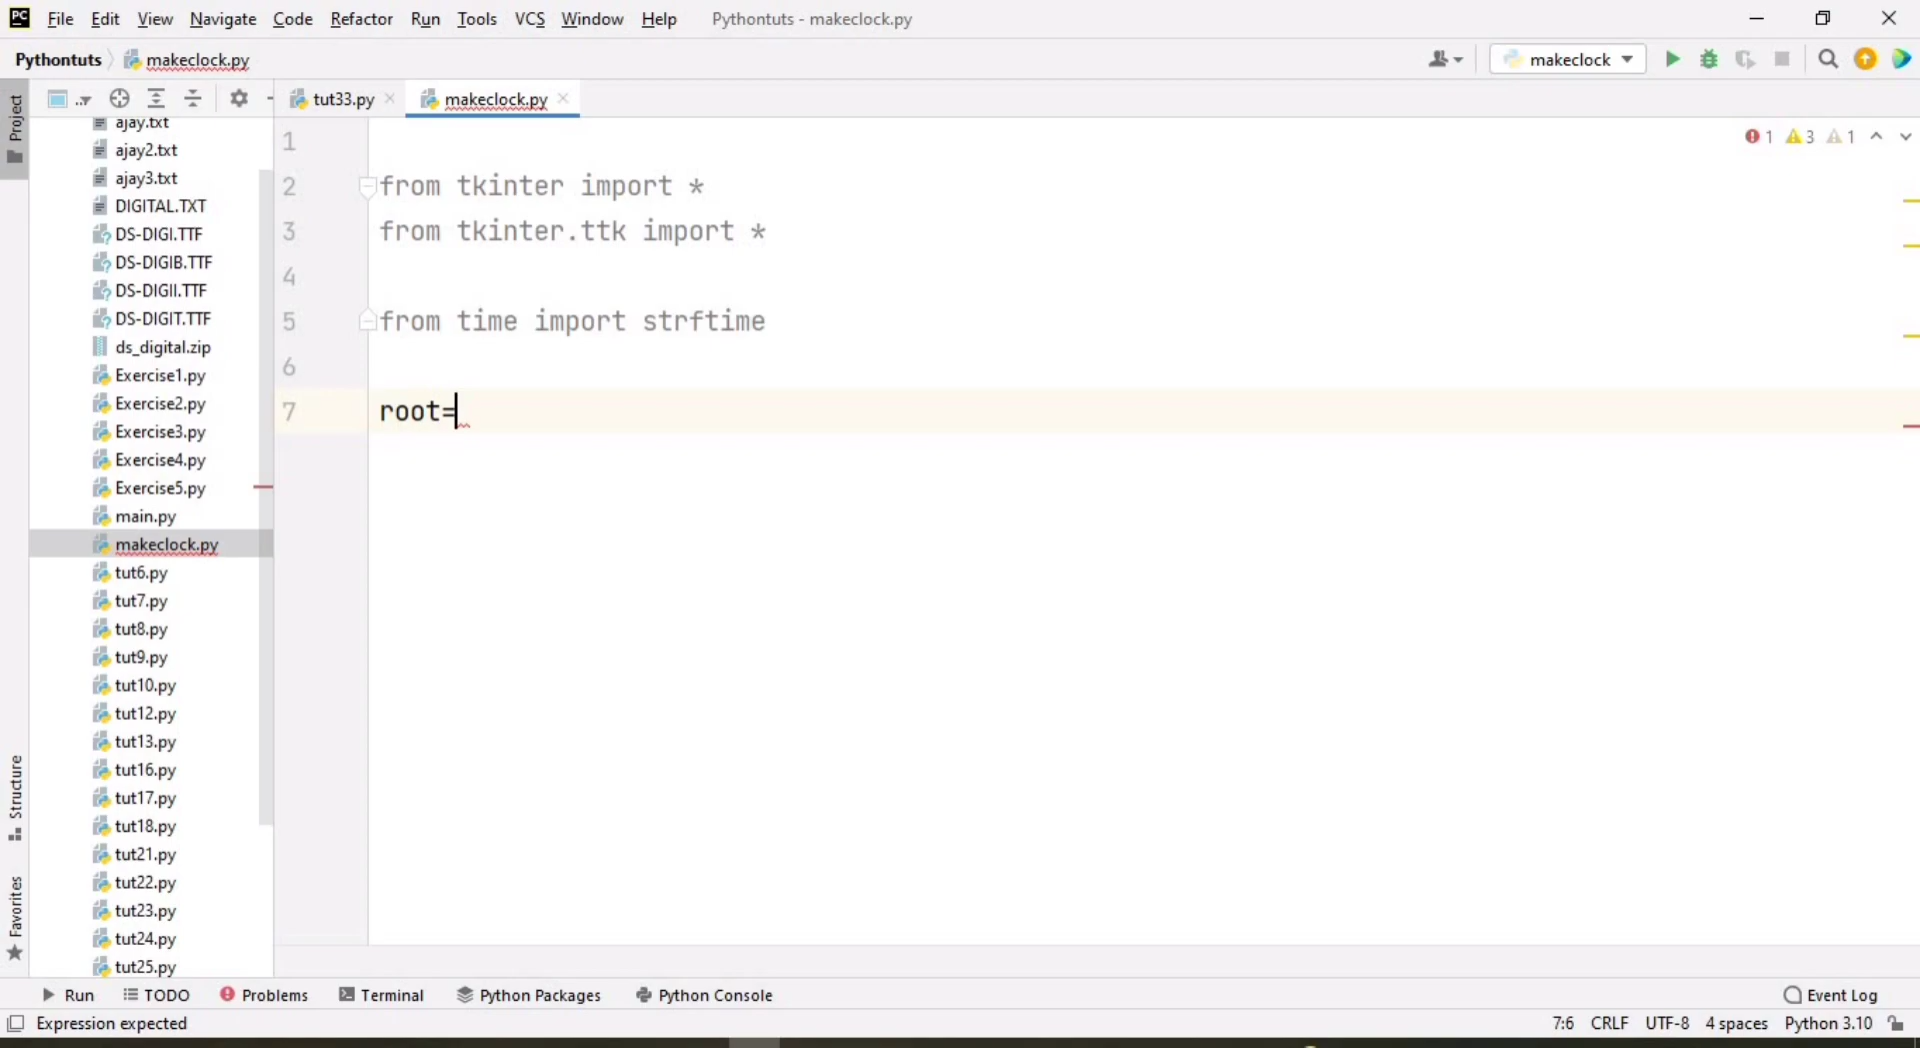 PC File Edit View Navigate Code Refactor Run Tools VCS Window Help Pythontuts - makeclock.py
Pythontuts makeclock.py makeclock
Project
tut33.py makeclock.py
1 3 1
ajay.txt
ajay2.txt
ajay3.txt
DIGITAL.TXT
DS-DIGI.TTF
DS-DIGIB.TTF
DS-DIGII.TTF
DS-DIGIT.TTF
ds_digital.zip
Exercise1.py
Exercise2.py
Exercise3.py
Exercise4.py
Exercise5.py
main.py
makeclock.py
tut6.py
tut7.py
tut8.py
tut9.py
tut10.py
tut12.py
tut13.py
tut16.py
tut17.py
tut18.py
tut21.py
tut22.py
tut23.py
tut24.py
tut25.py
1
2 from tkinter import *
3 from tkinter.ttk import *
4
5 from time import strftime
6
7 root=
Structure
Favorites
Run TODO Problems Terminal Python Packages Python Console Event Log
Expression expected 7:6 CRLF UTF-8 4 spaces Python 3.10